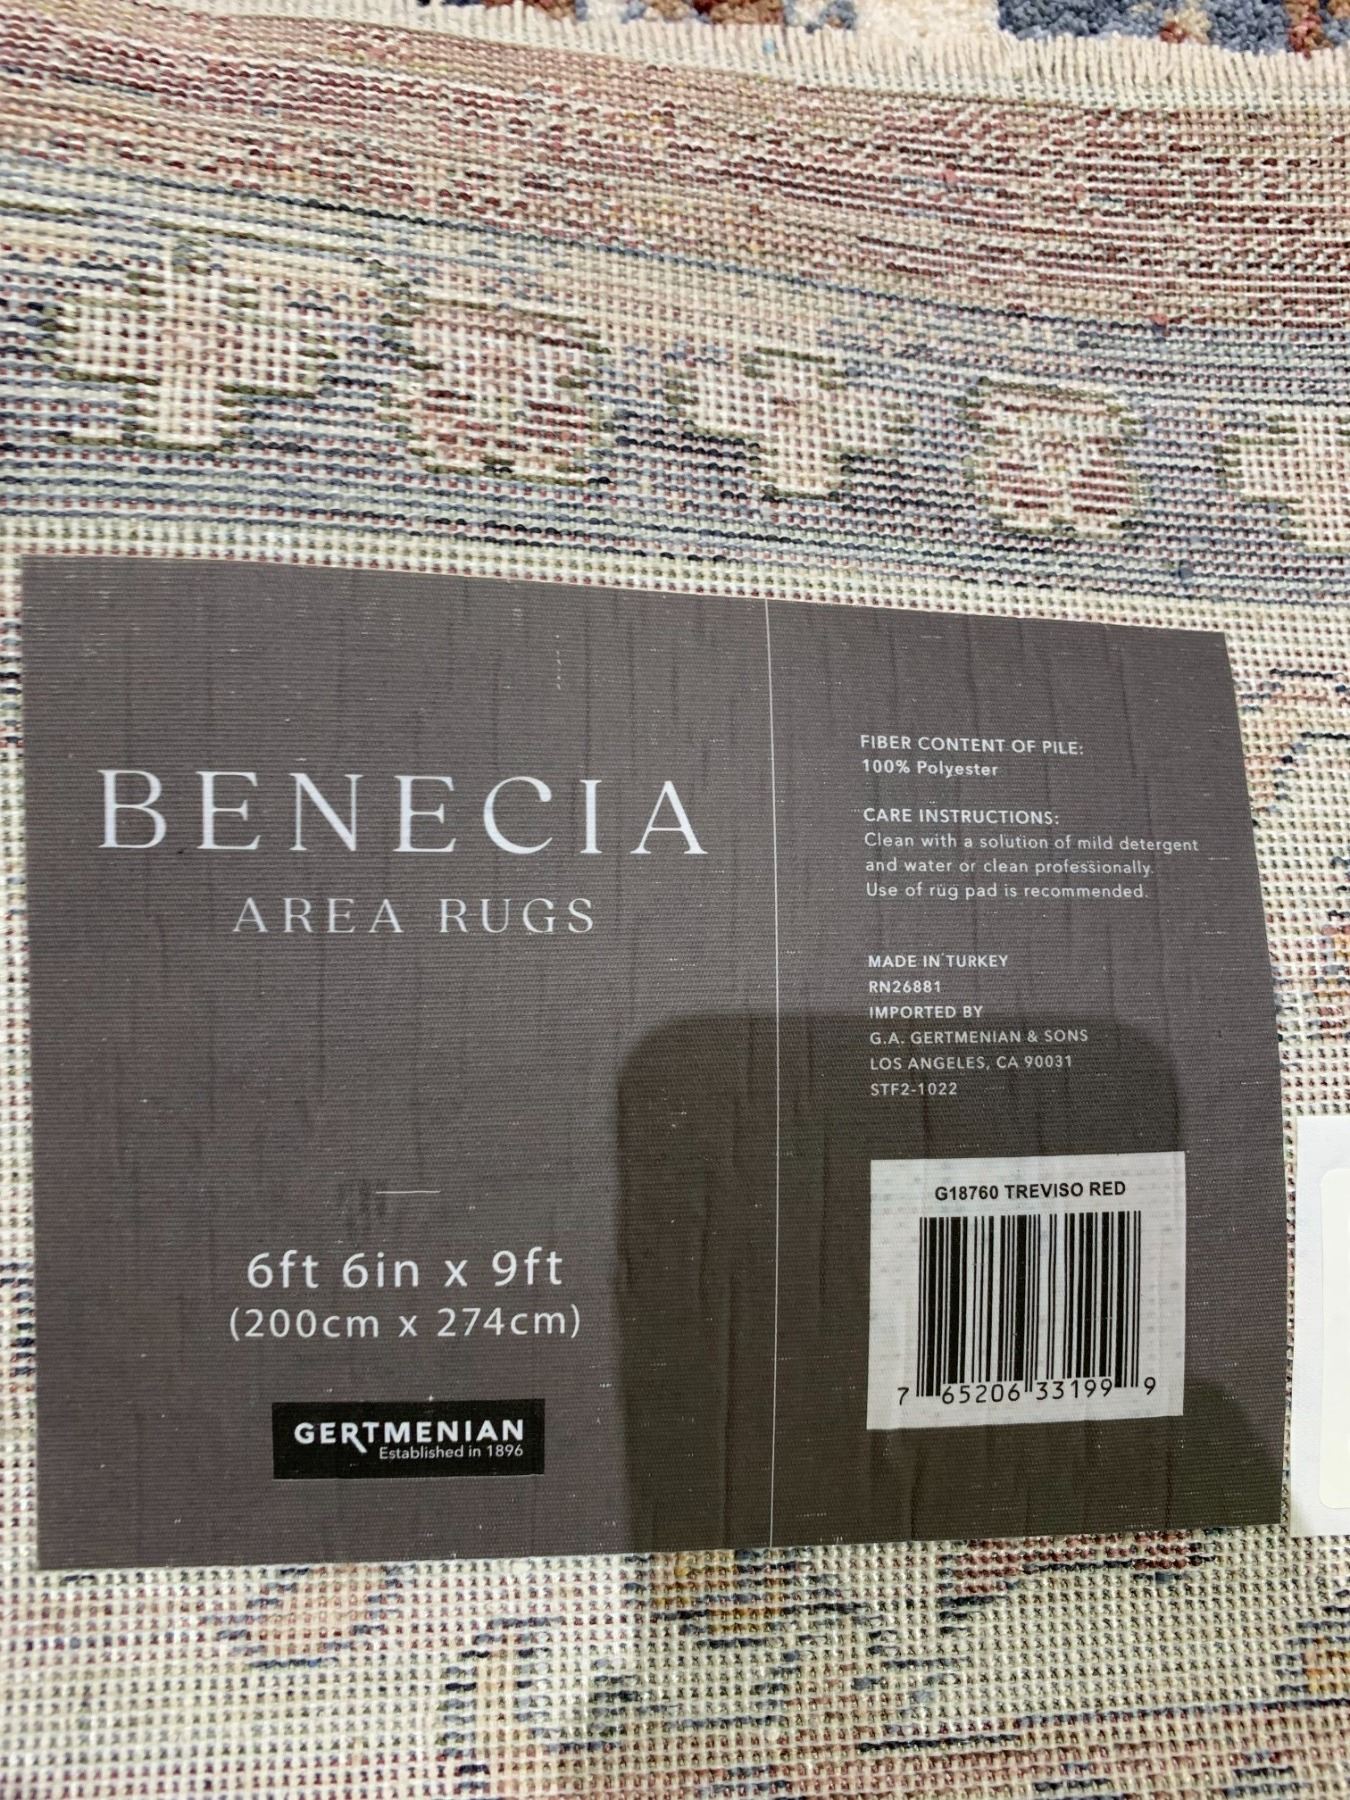 BENECIA
AREA RUGS
6ft 6in x 9ft
(200cm x 274cm)
GERTMENIAN
Established in 1896
FIBER CONTENT OF PILE:
100% Polyester
CARE INSTRUCTIONS:
Clean with a solution of mild detergent
and water or clean professionally.
Use of rug pad is recommended.
MADE IN TURKEY
RN26881
IMPORTED BY
G.A. GERTMENIAN & SONS
LOS ANGELES, CA 90031
STF2-1022
G18760 TREVISO RED
7 65206 33199 9